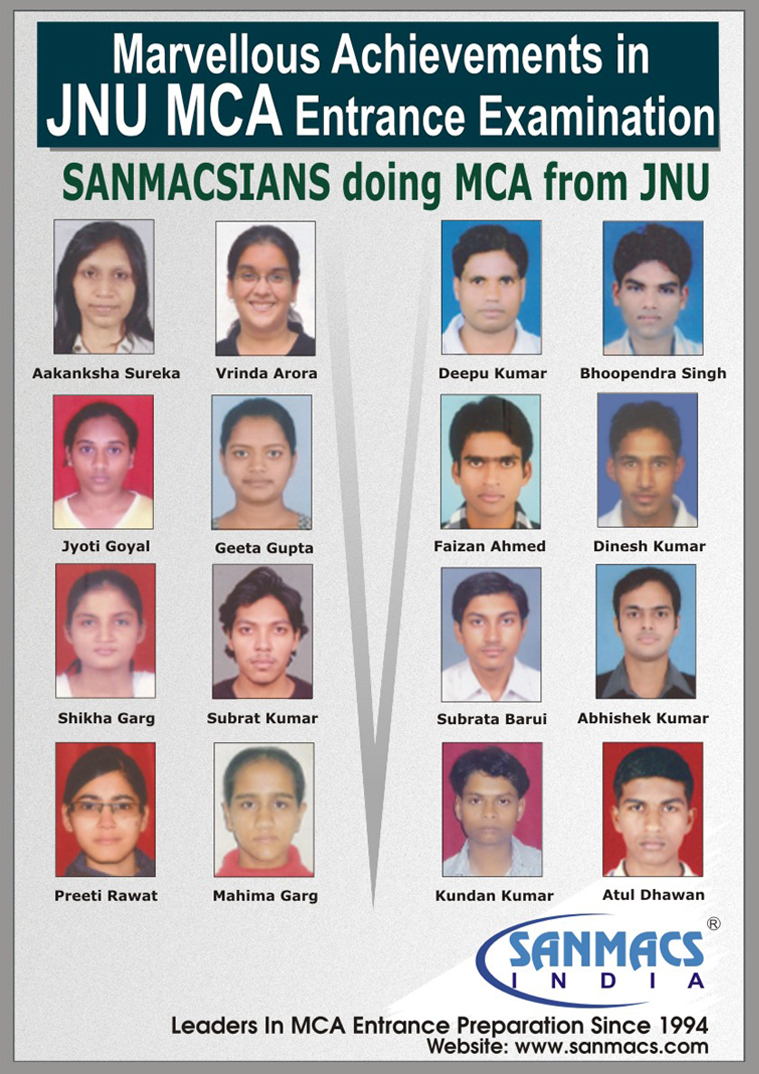 Marvellous Achievements in
JNU MCA Entrance Examination
SANMACSIANS doing MCA from JNU
Aakanksha Sureka Vrinda Arora Deepu Kumar Bhoopendra Singh
Jyoti Goyal Geeta Gupta Faizan Ahmed Dinesh Kumar
Shikha Garg Subrat Kumar Subrata Barui Abhishek Kumar
Preeti Rawat Mahima Garg Kundan Kumar Atul Dhawan
SANMACS®
INDIA
Leaders In MCA Entrance Preparation Since 1994
Website: www.sanmacs.com